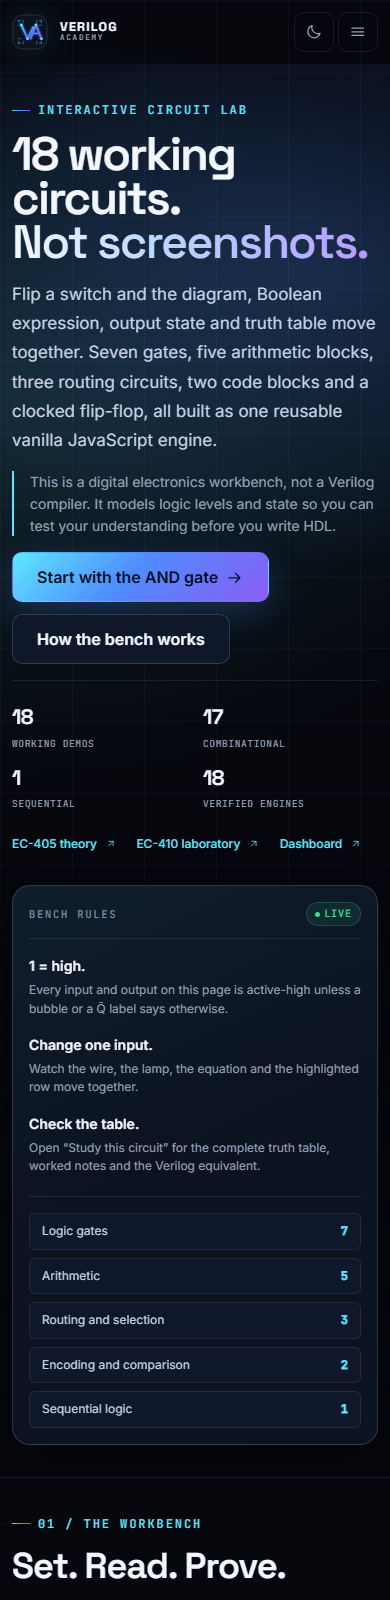 VERILOG
ACADEMY
INTERACTIVE CIRCUIT LAB
18 working
circuits.
Not screenshots.
Flip a switch and the diagram, Boolean
expression, output state and truth table move
together. Seven gates, five arithmetic blocks,
three routing circuits, two code blocks and a
clocked flip-flop, all built as one reusable
vanilla JavaScript engine.
This is a digital electronics workbench, not a Verilog
compiler. It models logic levels and state so you can
test your understanding before you write HDL.
Start with the AND gate →
How the bench works
18 17
WORKING DEMOS COMBINATIONAL
1 18
SEQUENTIAL VERIFIED ENGINES
EC-405 theory ↗ EC-410 laboratory ↗ Dashboard ↗
BENCH RULES LIVE
1 = high.
Every input and output on this page is active-high unless a
bubble or a Q̄ label says otherwise.
Change one input.
Watch the wire, the lamp, the equation and the highlighted
row move together.
Check the table.
Open “Study this circuit” for the complete truth table,
worked notes and the Verilog equivalent.
Logic gates 7
Arithmetic 5
Routing and selection 3
Encoding and comparison 2
Sequential logic 1
01 / THE WORKBENCH
Set. Read. Prove.